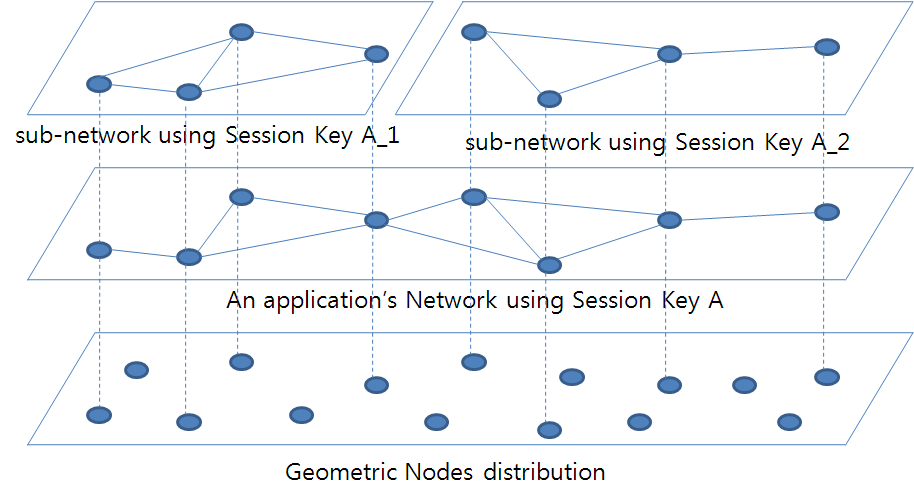 sub-network using Session Key A_1
sub-network using Session Key A_2
An application’s Network using Session Key A
Geometric Nodes distribution